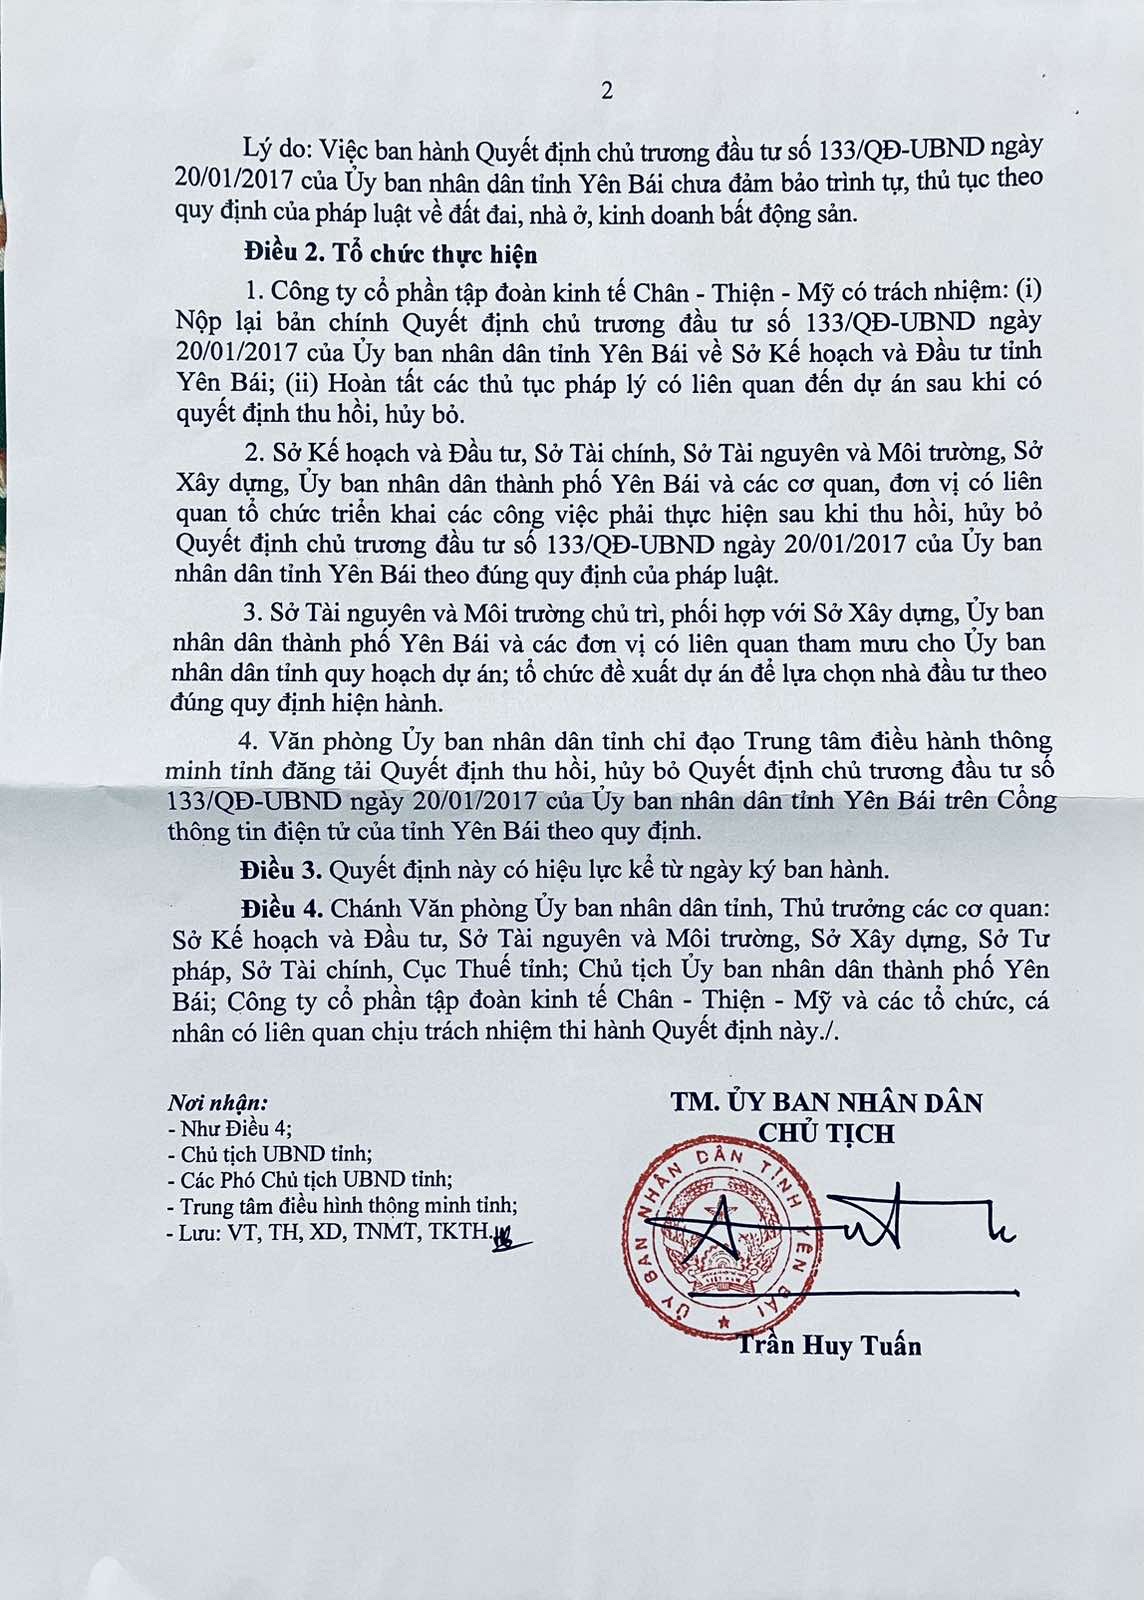 2
Lý do: Việc ban hành Quyết định chủ trương đầu tư số 133/QĐ-UBND ngày
20/01/2017 của Ủy ban nhân dân tỉnh Yên Bái chưa đảm bảo trình tự, thủ tục theo
quy định của pháp luật về đất đai, nhà ở, kinh doanh bất động sản.
Điều 2. Tổ chức thực hiện
1. Công ty cổ phần tập đoàn kinh tế Chân - Thiện - Mỹ có trách nhiệm: (i)
Nộp lại bản chính Quyết định chủ trương đầu tư số 133/QĐ-UBND ngày
20/01/2017 của Ủy ban nhân dân tỉnh Yên Bái về Sở Kế hoạch và Đầu tư tỉnh
Yên Bái; (ii) Hoàn tất các thủ tục pháp lý có liên quan đến dự án sau khi có
quyết định thu hồi, hủy bỏ.
2. Sở Kế hoạch và Đầu tư, Sở Tài chính, Sở Tài nguyên và Môi trường, Sở
Xây dựng, Ủy ban nhân dân thành phố Yên Bái và các cơ quan, đơn vị có liên
quan tổ chức triển khai các công việc phải thực hiện sau khi thu hồi, hủy bỏ
Quyết định chủ trương đầu tư số 133/QĐ-UBND ngày 20/01/2017 của Ủy ban
nhân dân tỉnh Yên Bái theo đúng quy định của pháp luật.
3. Sở Tài nguyên và Môi trường chủ trì, phối hợp với Sở Xây dựng, Ủy ban
nhân dân thành phố Yên Bái và các đơn vị có liên quan tham mưu cho Ủy ban
nhân dân tỉnh quy hoạch dự án; tổ chức đề xuất dự án để lựa chọn nhà đầu tư theo
đúng quy định hiện hành.
4. Văn phòng Ủy ban nhân dân tỉnh chỉ đạo Trung tâm điều hành thông
minh tỉnh đăng tải Quyết định thu hồi, hủy bỏ Quyết định chủ trương đầu tư số
133/QĐ-UBND ngày 20/01/2017 của Ủy ban nhân dân tỉnh Yên Bái trên Cổng
thông tin điện tử của tỉnh Yên Bái theo quy định.
Điều 3. Quyết định này có hiệu lực kể từ ngày ký ban hành.
Điều 4. Chánh Văn phòng Ủy ban nhân dân tỉnh, Thủ trưởng các cơ quan:
Sở Kế hoạch và Đầu tư, Sở Tài nguyên và Môi trường, Sở Xây dựng, Sở Tư
pháp, Sở Tài chính, Cục Thuế tỉnh; Chủ tịch Ủy ban nhân dân thành phố Yên
Bái; Công ty cổ phần tập đoàn kinh tế Chân - Thiện - Mỹ và các tổ chức, cá
nhân có liên quan chịu trách nhiệm thi hành Quyết định này./.
Nơi nhận:
- Như Điều 4;
- Chủ tịch UBND tỉnh;
- Các Phó Chủ tịch UBND tỉnh;
- Trung tâm điều hình thông minh tỉnh;
- Lưu: VT, TH, XD, TNMT, TKTH.
TM. ỦY BAN NHÂN DÂN
CHỦ TỊCH
ỦY BAN NHÂN DÂN TỈNH YÊN BÁI
VIỆT NAM
Trần Huy Tuấn